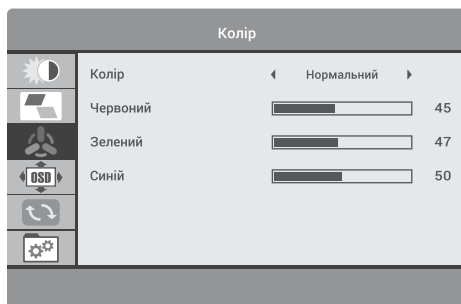 Колір
Колір Нормальний
Червоний 45
Зелений 47
OSD
Синій 50